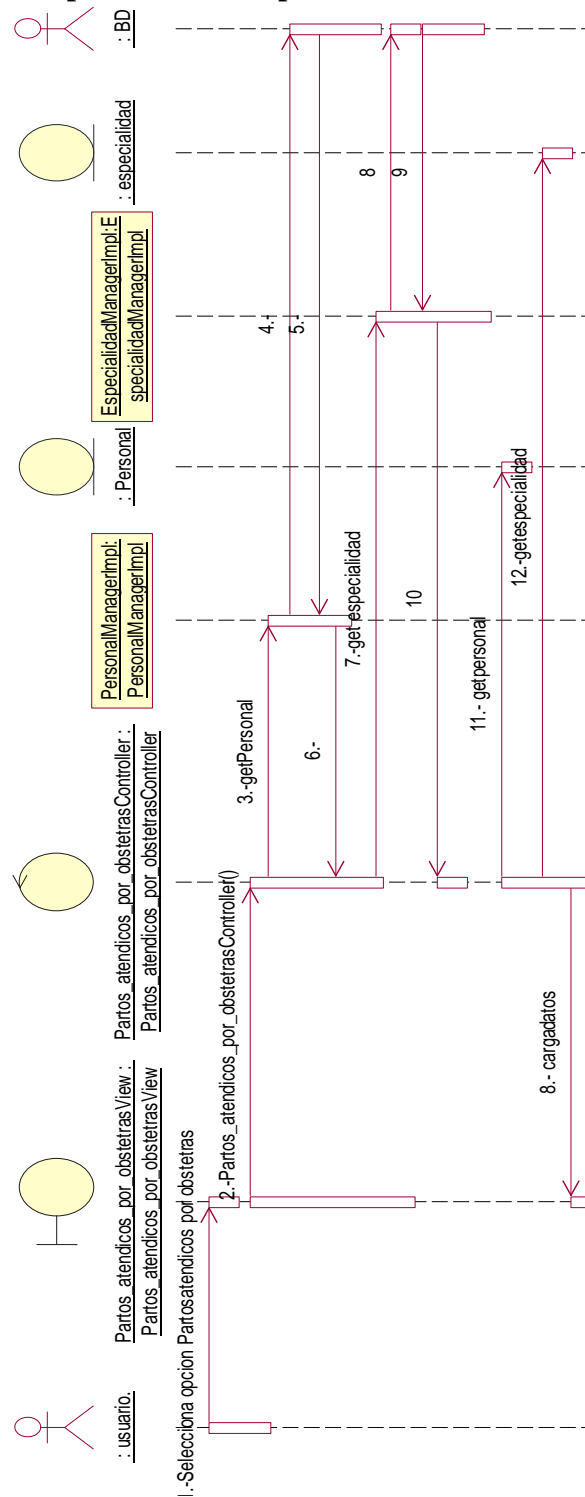 : usuario.
Partos_atendicos_por_obstetrasView :
Partos_atendicos_por_obstetrasView
Partos_atendicos_por_obstetrasController :
Partos_atendicos_por_obstetrasController
PersonalManagerImpl:
PersonalManagerImpl
: Personal
EspecialidadManagerImpl:E
specialidadManagerImpl
: especialidad
: BD
1.-Selecciona opcion Partosatendicos por obstetras
2.-Partos_atendicos_por_obstetrasController()
3.-getPersonal
4.-
5.-
6.-
7.-get especialidad
8
9
10
11.- getpersonal
12.-getespecialidad
8.- cargadatos